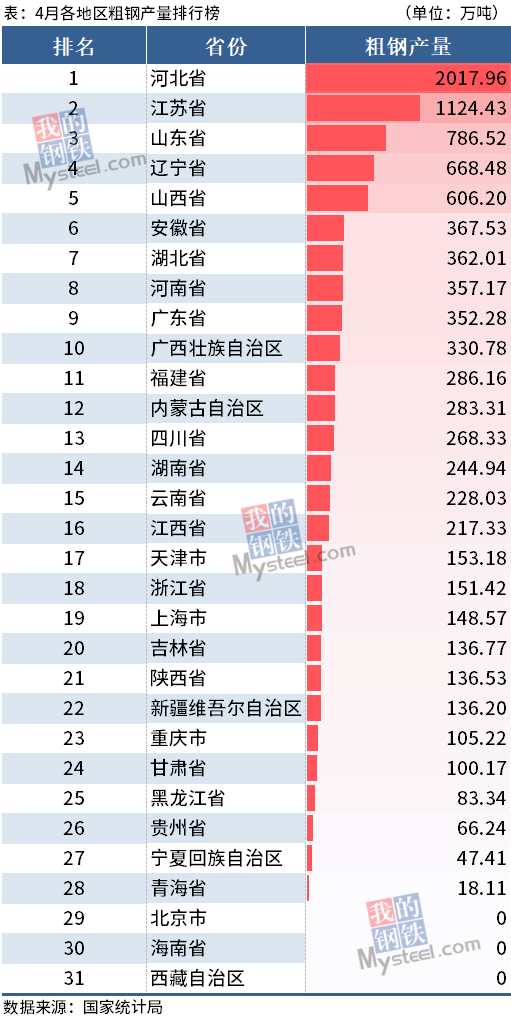 表：4月各地区粗钢产量排行榜 （单位：万吨）
排名 省份 粗钢产量
1 河北省 2017.96
2 江苏省 1124.43
3 山东省 786.52
4 辽宁省 668.48
5 山西省 606.20
6 安徽省 367.53
7 湖北省 362.01
8 河南省 357.17
9 广东省 352.28
10 广西壮族自治区 330.78
11 福建省 286.16
12 内蒙古自治区 283.31
13 四川省 268.33
14 湖南省 244.94
15 云南省 228.03
16 江西省 217.33
17 天津市 153.18
18 浙江省 151.42
19 上海市 148.57
20 吉林省 136.77
21 陕西省 136.53
22 新疆维吾尔自治区 136.20
23 重庆市 105.22
24 甘肃省 100.17
25 黑龙江省 83.34
26 贵州省 66.24
27 宁夏回族自治区 47.41
28 青海省 18.11
29 北京市 0
30 海南省 0
31 西藏自治区 0
数据来源：国家统计局
我的
钢铁
Mysteel.com
我的
钢铁
Mysteel.com
我的
钢铁
Mysteel.com